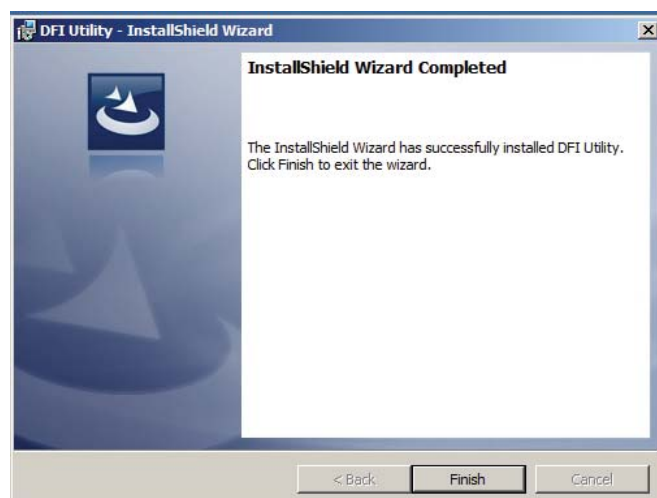 DFI Utility - InstallShield Wizard
InstallShield Wizard Completed
The InstallShield Wizard has successfully installed DFI Utility.
Click Finish to exit the wizard.
< Back
Finish
Cancel